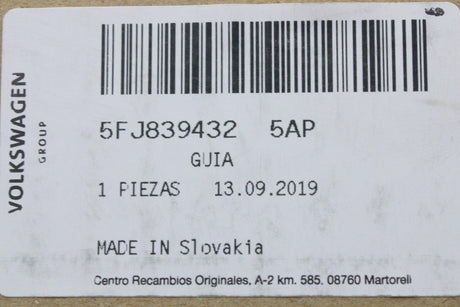 VOLKSWAGEN
GROUP
5FJ839432 5AP
GUIA
1 PIEZAS 13.09.2019
MADE IN Slovakia
Centro Recambios Originales, A-2 km. 585. 08760 Martorell